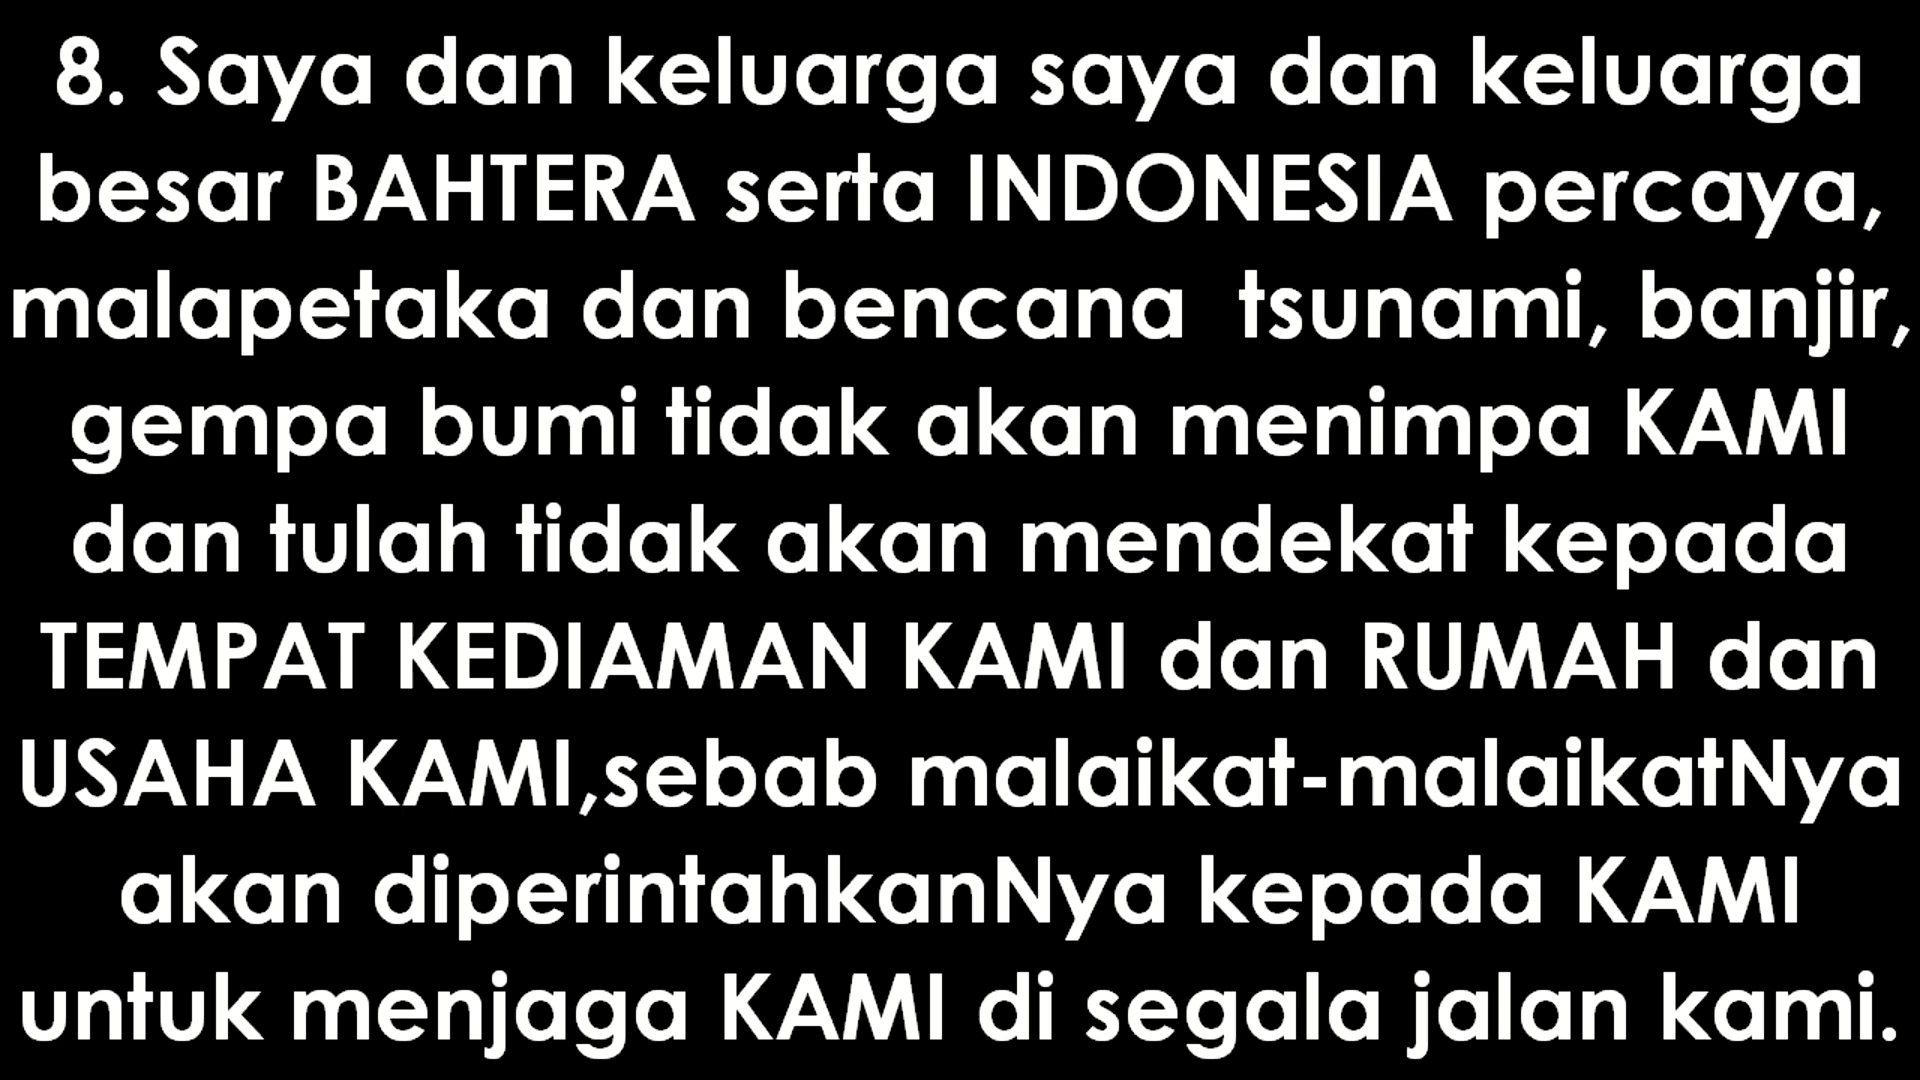 8. Saya dan keluarga saya dan keluarga
besar BAHTERA serta INDONESIA percaya,
malapetaka dan bencana  tsunami, banjir,
gempa bumi tidak akan menimpa KAMI
dan tulah tidak akan mendekat kepada
TEMPAT KEDIAMAN KAMI dan RUMAH dan
USAHA KAMI,sebab malaikat-malaikatNya
akan diperintahkanNya kepada KAMI
untuk menjaga KAMI di segala jalan kami.